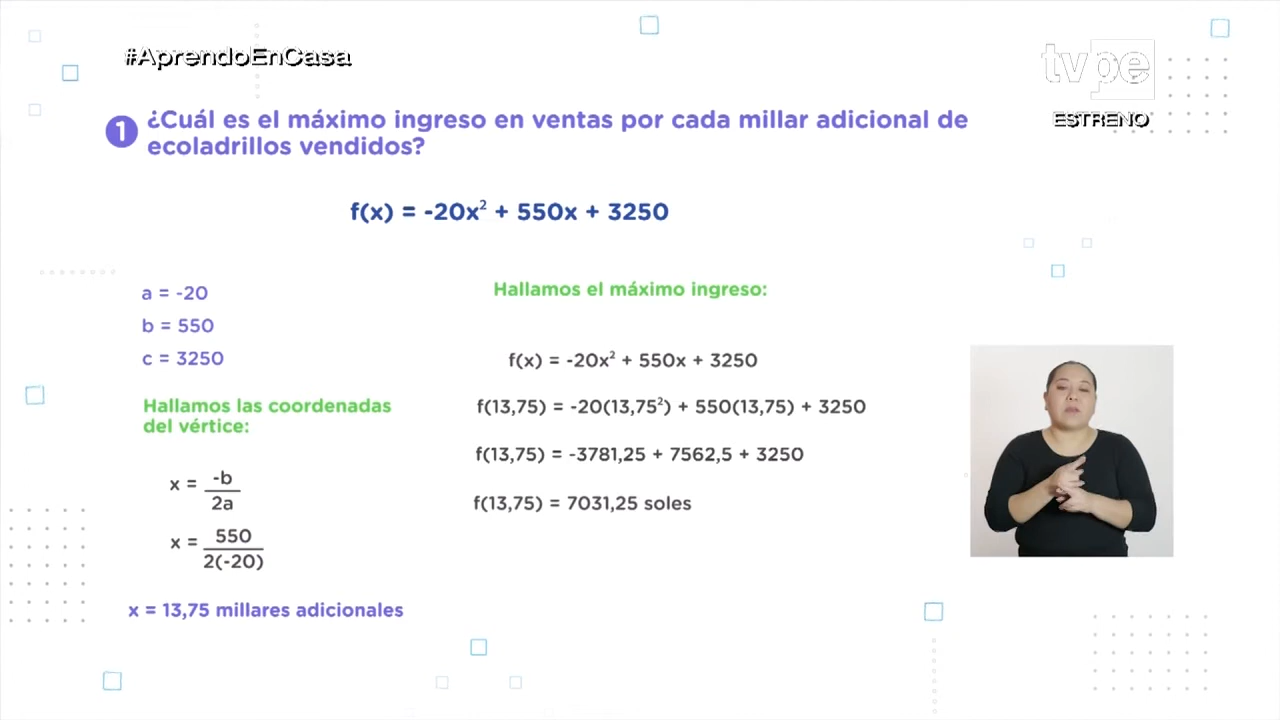 #AprendoEnCasa
tvpe
ESTRENO
1 ¿Cuál es el máximo ingreso en ventas por cada millar adicional de
ecoladrillos vendidos?
f(x) = -20x² + 550x + 3250
a = -20
b = 550
c = 3250
Hallamos las coordenadas
del vértice:
x = -b
2a
x = 550
2(-20)
x = 13,75 millares adicionales
Hallamos el máximo ingreso:
f(x) = -20x² + 550x + 3250
f(13,75) = -20(13,75²) + 550(13,75) + 3250
f(13,75) = -3781,25 + 7562,5 + 3250
f(13,75) = 7031,25 soles